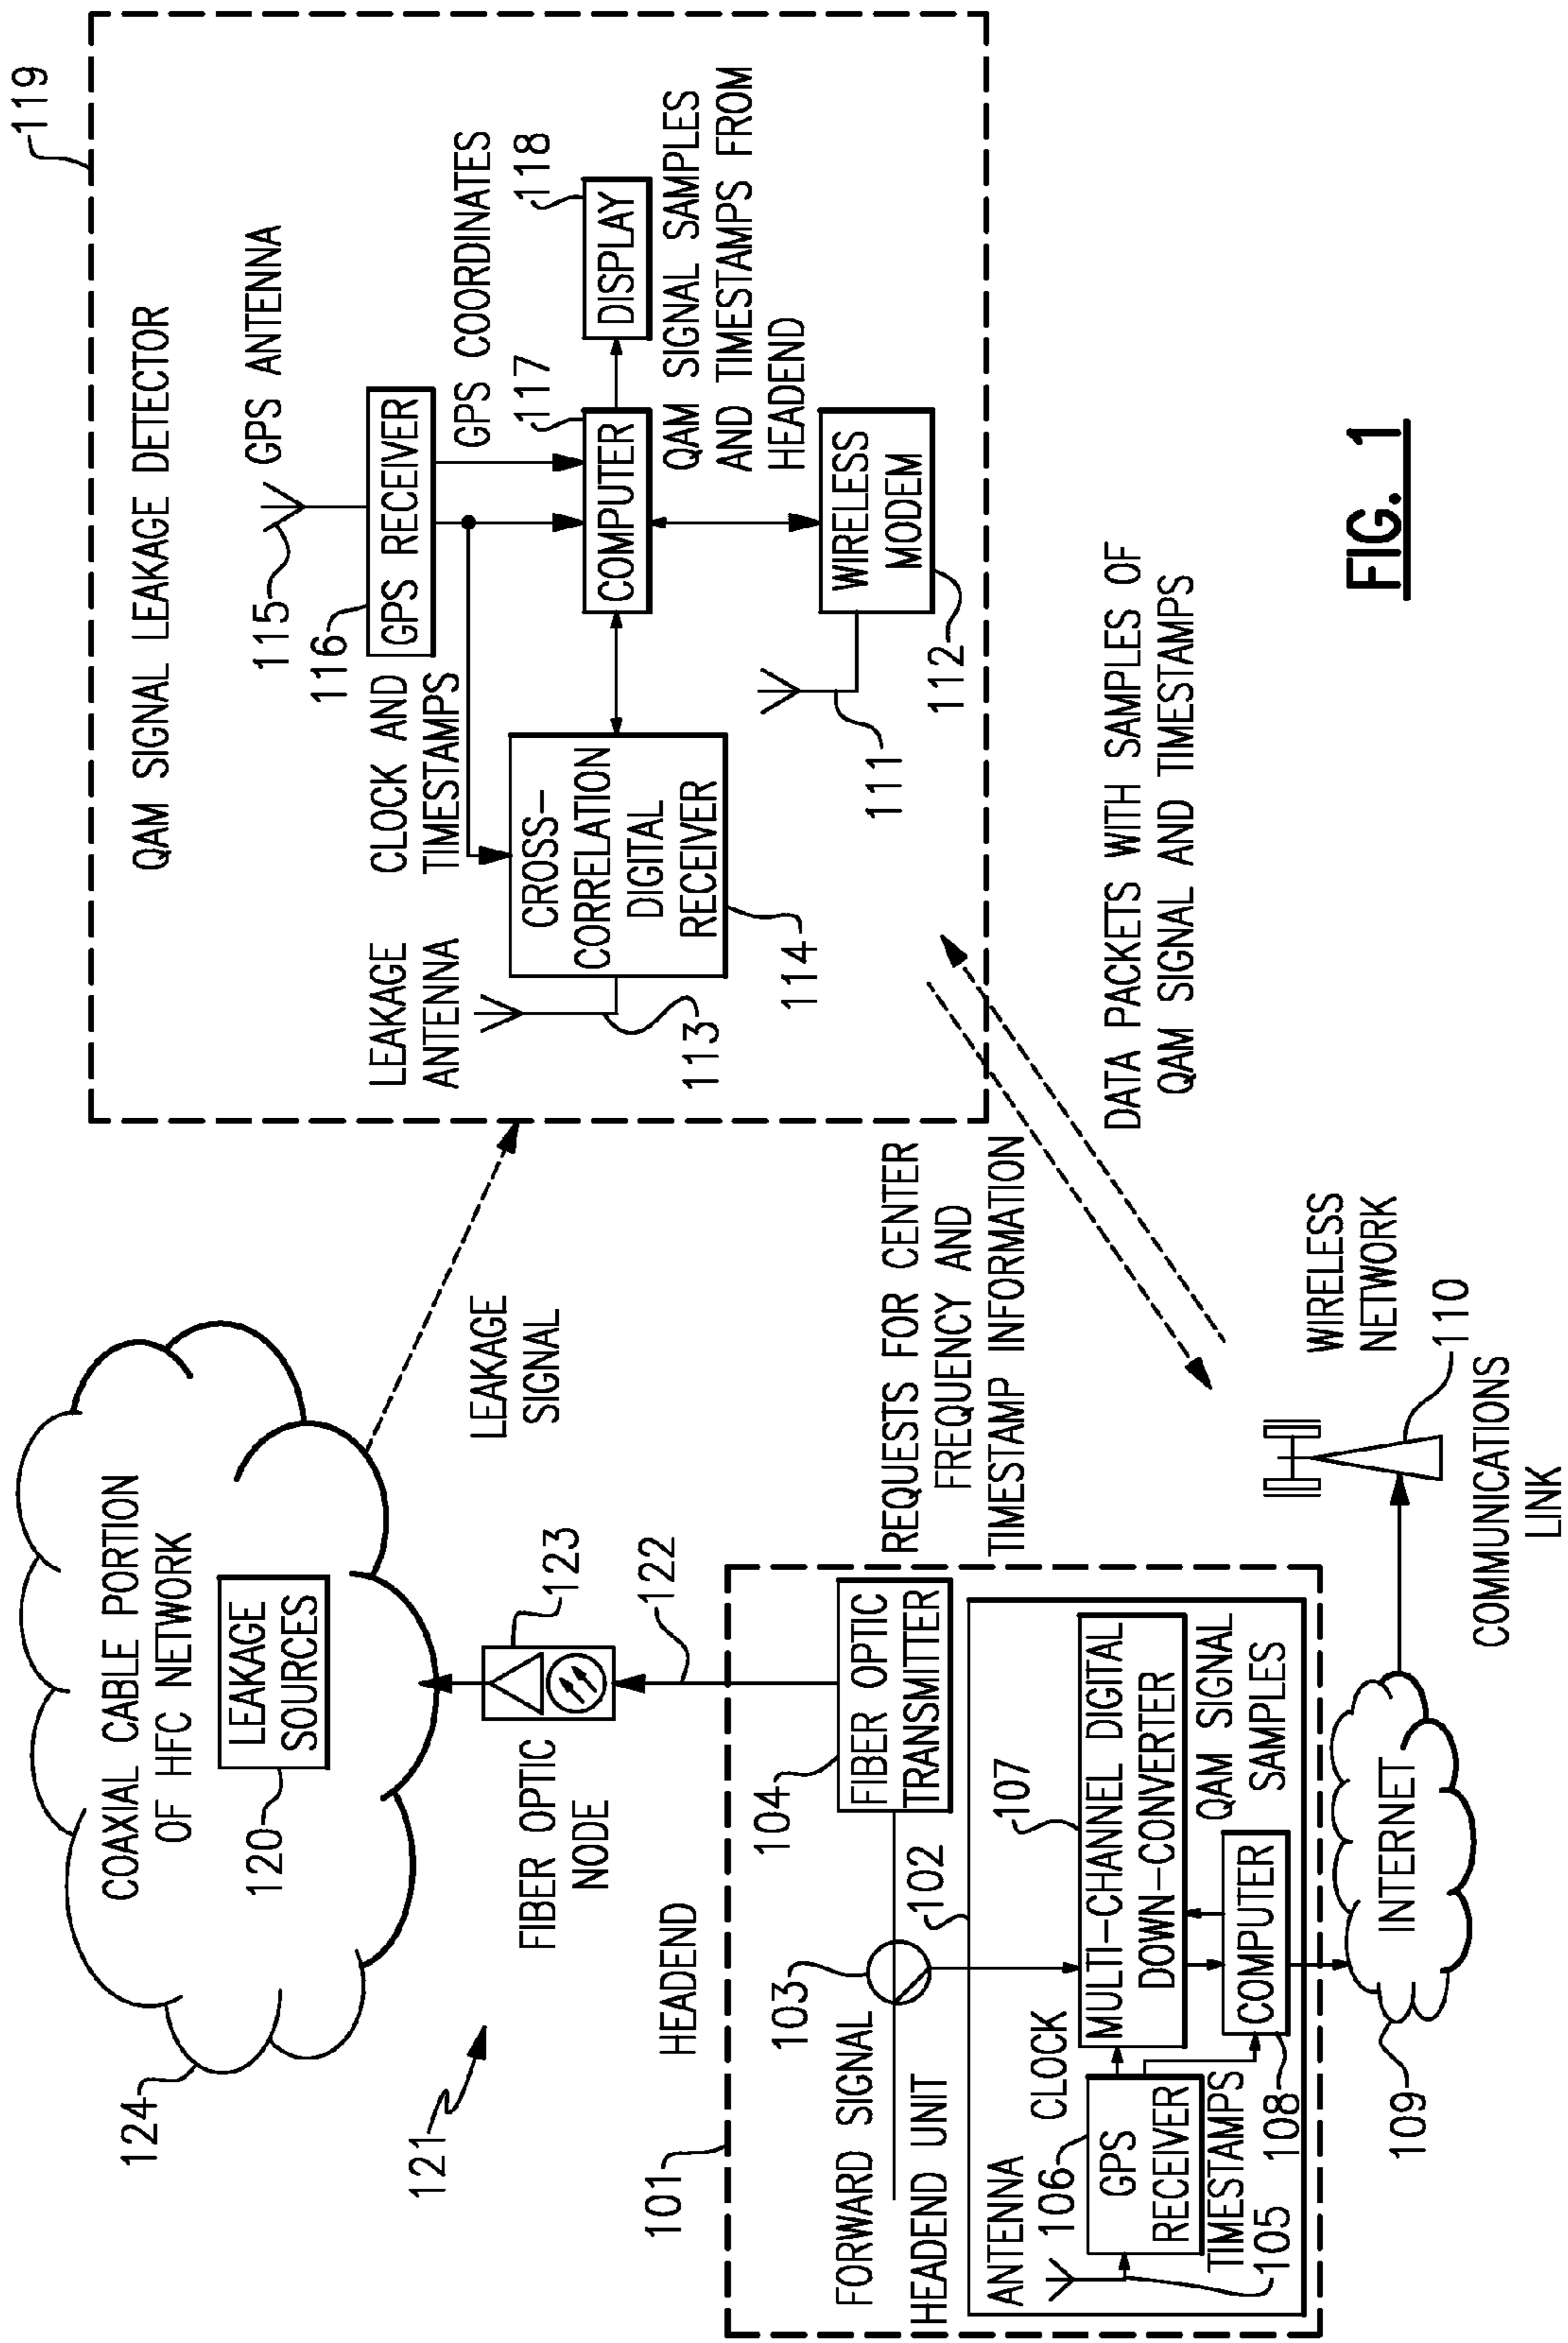 119
QAM SIGNAL LEAKAGE DETECTOR
115
GPS ANTENNA
116
GPS RECEIVER
CLOCK AND
TIMESTAMPS
GPS COORDINATES
117
118
COMPUTER
DISPLAY
LEAKAGE
ANTENNA
CROSS-
CORRELATION
DIGITAL
RECEIVER
113
114
QAM SIGNAL SAMPLES
AND TIMESTAMPS FROM
HEADEND
WIRELESS
MODEM
111
112
124
COAXIAL CABLE PORTION
OF HFC NETWORK
LEAKAGE
SOURCES
120
LEAKAGE
SIGNAL
121
FIBER OPTIC
NODE
123
122
HEADEND
101
FORWARD SIGNAL
103
104
FIBER OPTIC
TRANSMITTER
HEADEND UNIT
102
ANTENNA
105
106
GPS
RECEIVER
CLOCK
TIMESTAMPS
107
MULTI-CHANNEL DIGITAL
DOWN-CONVERTER
COMPUTER
108
QAM SIGNAL
SAMPLES
REQUESTS FOR CENTER
FREQUENCY AND
TIMESTAMP INFORMATION
DATA PACKETS WITH SAMPLES OF
QAM SIGNAL AND TIMESTAMPS
109
INTERNET
WIRELESS
NETWORK
110
COMMUNICATIONS
LINK
FIG. 1